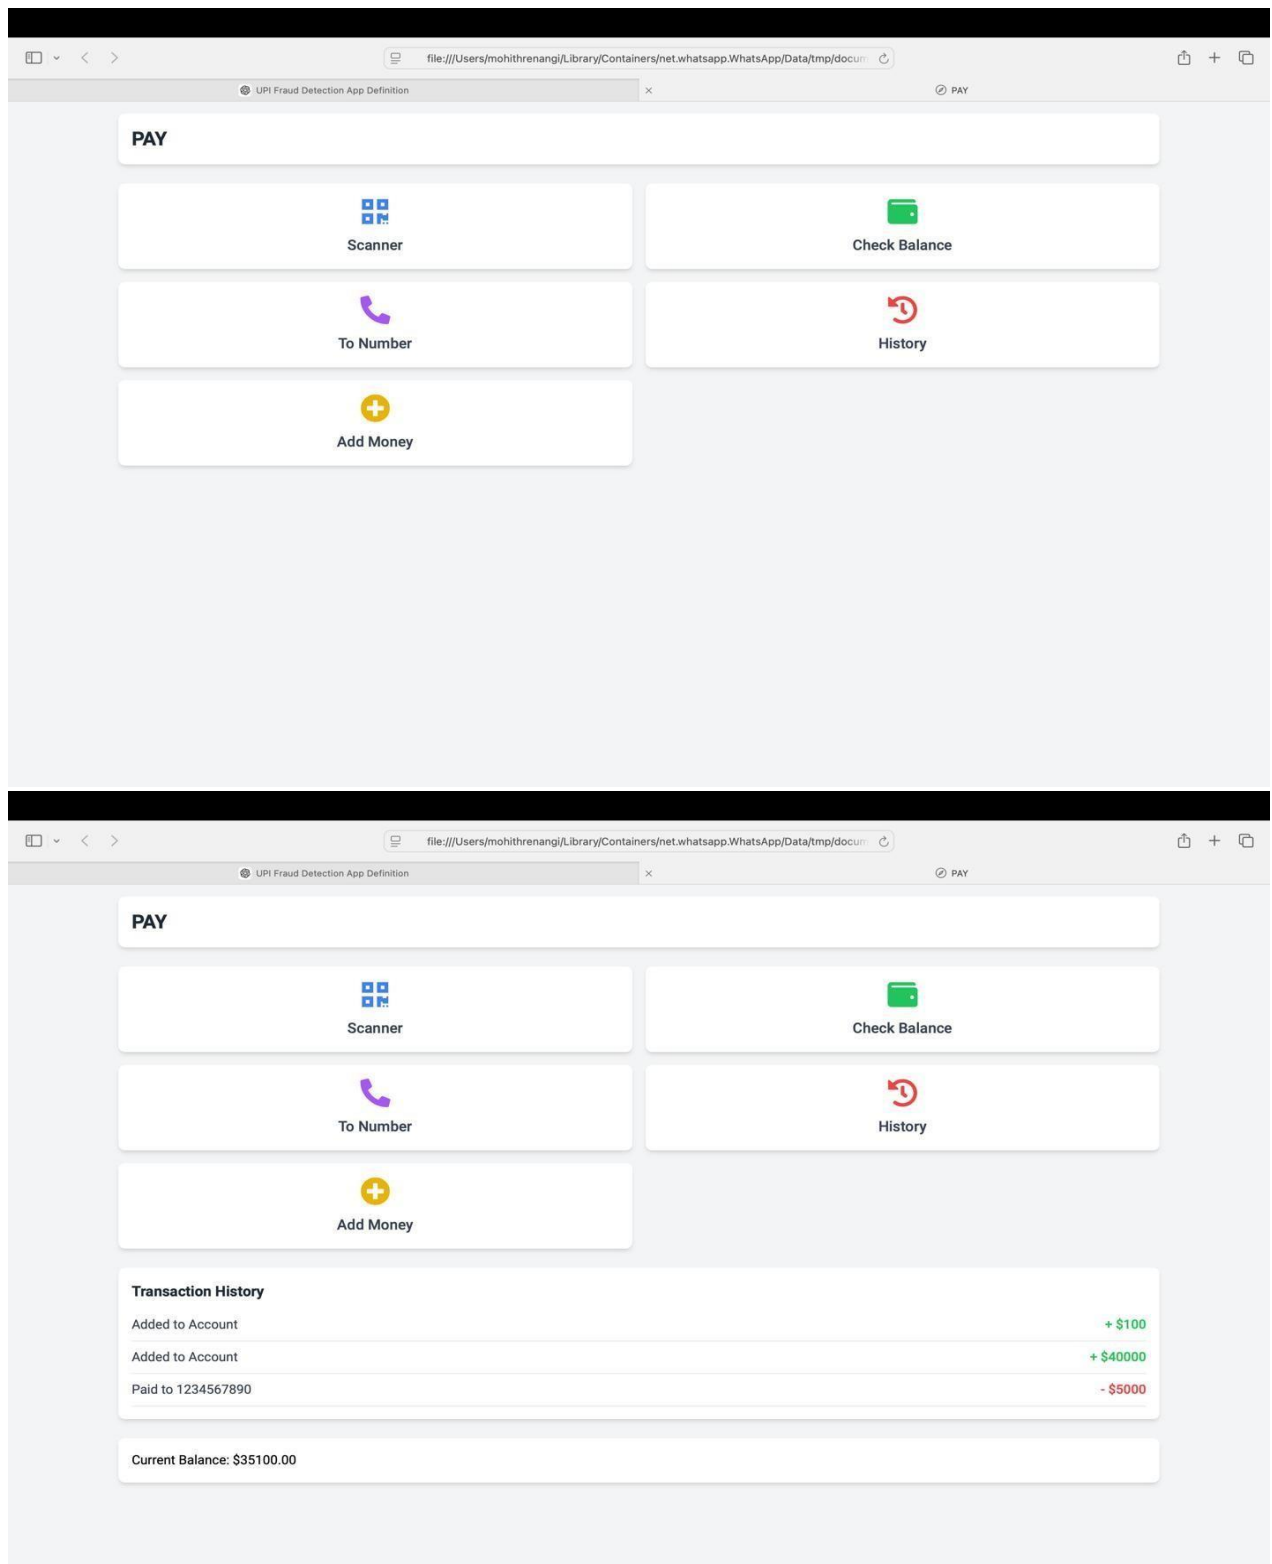 file:///Users/mohithrenangi/Library/Containers/net.whatsapp.WhatsApp/Data/tmp/docum
UPI Fraud Detection App Definition
PAY
PAY
Scanner
Check Balance
To Number
History
Add Money
file:///Users/mohithrenangi/Library/Containers/net.whatsapp.WhatsApp/Data/tmp/docum
UPI Fraud Detection App Definition
PAY
PAY
Scanner
Check Balance
To Number
History
Add Money
Transaction History
Added to Account + $100
Added to Account + $40000
Paid to 1234567890 - $5000
Current Balance: $35100.00